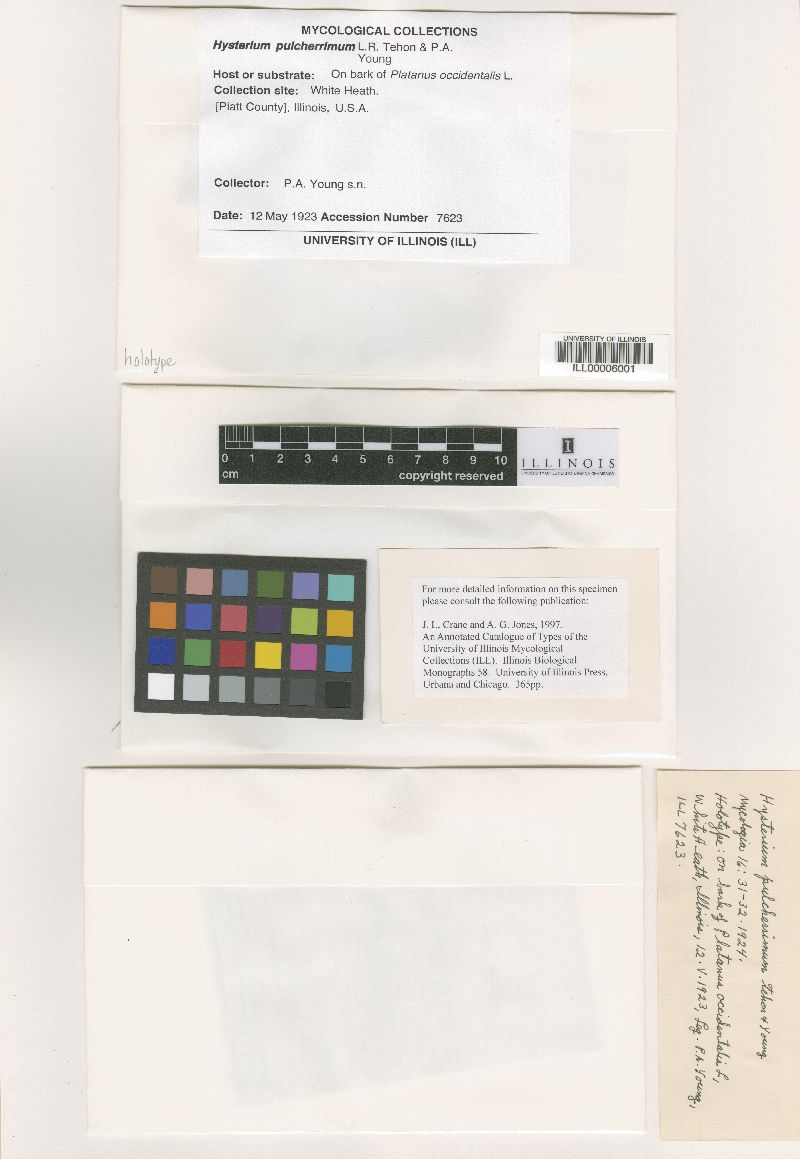 MYCOLOGICAL COLLECTIONS
Hysterium pulcherrimum L.R. Tehon & P.A.
Young
Host or substrate: On bark of Platanus occidentalis L.
Collection site: White Heath.
[Piatt County], Illinois, U.S.A.
Collector: P.A. Young s.n.
Date: 12 May 1923 Accession Number 7623
UNIVERSITY OF ILLINOIS (ILL)
holotype
UNIVERSITY OF ILLINOIS
ILL00006001
0 1 2 3 4 5 6 7 8 9 10
cm copyright reserved
I
ILLINOIS
UNIVERSITY OF ILLINOIS AT URBANA-CHAMPAIGN
For more detailed information on this specimen
please consult the following publication:
J. L. Crane and A. G. Jones, 1997.
An Annotated Catalogue of Types of the
University of Illinois Mycological
Collections (ILL). Illinois Biological
Monographs 58. University of Illinois Press,
Urbana and Chicago. 365pp.
Hysterium pulcherrimum Tehon & Young
Mycologia 16: 31-32. 1924.
Holotype: on bark of Platanus occidentalis L,
White Heath, Illinois, 12.V.1923, Leg. P.A. Young,
ILL 7623.